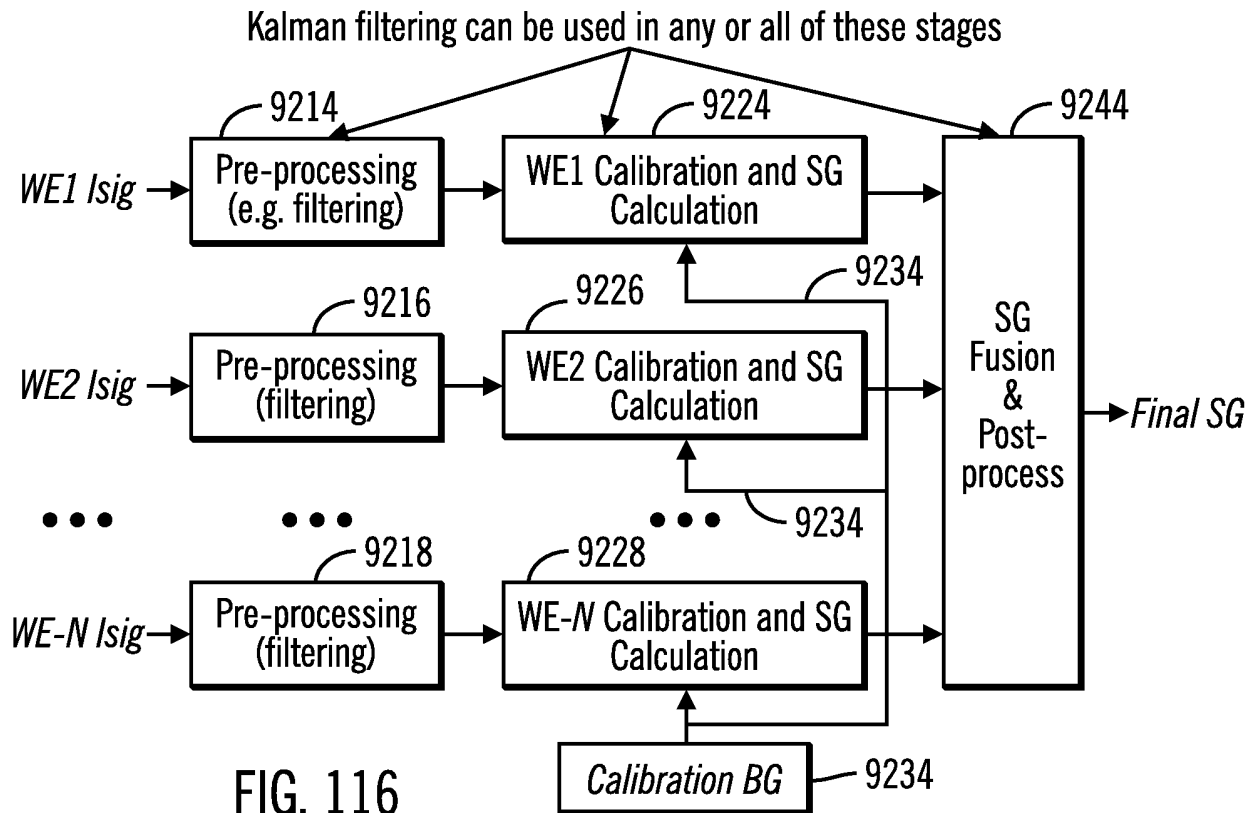 Kalman filtering can be used in any or all of these stages
9214
9224
9244
WE1 Isig
Pre-processing
(e.g. filtering)
WE1 Calibration and SG
Calculation
9234
9216
9226
WE2 Isig
Pre-processing
(filtering)
WE2 Calibration and SG
Calculation
SG
Fusion
&
Post-
process
Final SG
9234
9218
9228
WE-N Isig
Pre-processing
(filtering)
WE-N Calibration and SG
Calculation
Calibration BG
9234
FIG. 116